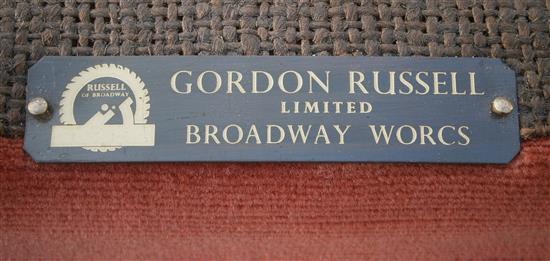 RUSSELL
OF BROADWAY
GORDON RUSSELL
LIMITED
BROADWAY WORCS